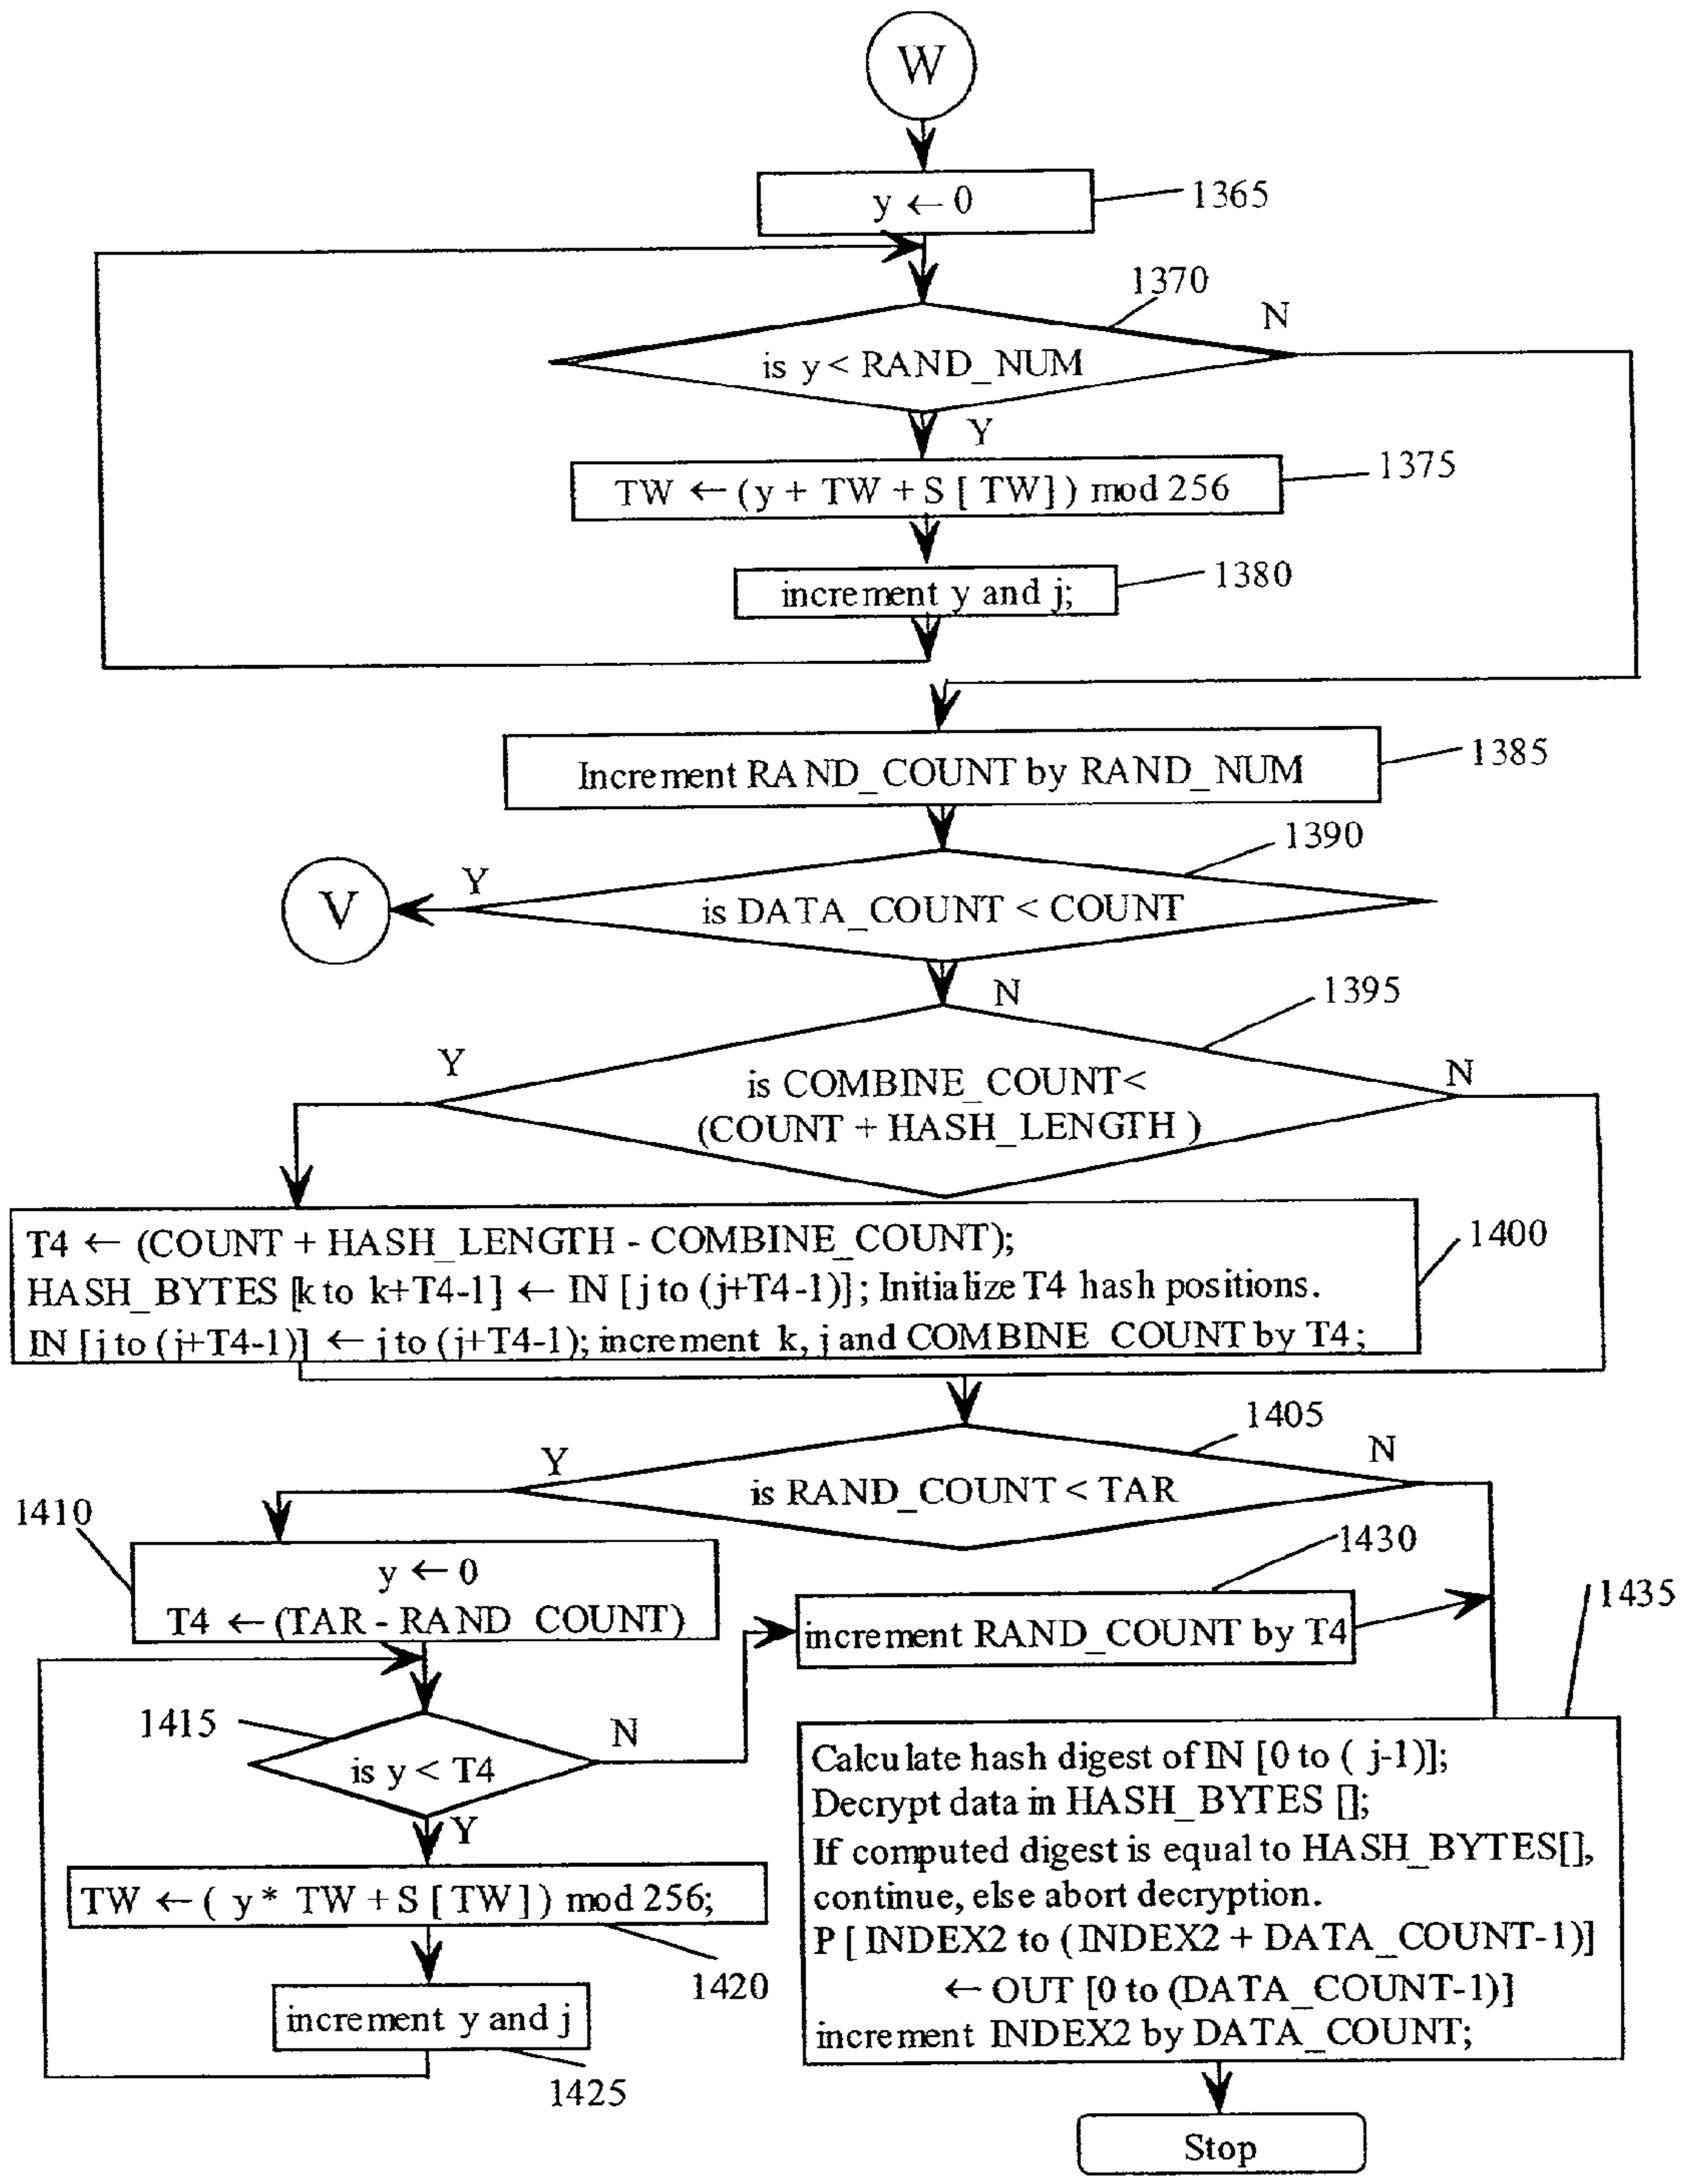 W
y ← 0
1365
1370
N
is y < RAND_NUM
Y
1375
TW ← (y + TW + S [ TW] ) mod 256
1380
increment y and j;
1385
Increment RAND_COUNT by RAND_NUM
1390
Y
V
is DATA_COUNT < COUNT
N
1395
Y
N
is COMBINE_COUNT<
(COUNT + HASH_LENGTH )
1400
T4 ← (COUNT + HASH_LENGTH - COMBINE_COUNT);
HASH_BYTES [k to k+T4-1] ← IN [j to (j+T4-1)]; Initialize T4 hash positions.
IN [j to (j+T4-1)] ← j to (j+T4-1); increment k, j and COMBINE_COUNT by T4;
1405
Y
N
is RAND_COUNT < TAR
1410
y ← 0
T4 ← (TAR - RAND_COUNT)
1430
increment RAND_COUNT by T4
1435
1415
N
is y < T4
Y
TW ← ( y* TW + S [ TW] ) mod 256;
1420
increment y and j
1425
Calculate hash digest of IN [0 to ( j-1)];
Decrypt data in HASH_BYTES [];
If computed digest is equal to HASH_BYTES[],
continue, else abort decryption.
P [ INDEX2 to (INDEX2 + DATA_COUNT-1)]
← OUT [0 to (DATA_COUNT-1)]
increment INDEX2 by DATA_COUNT;
Stop